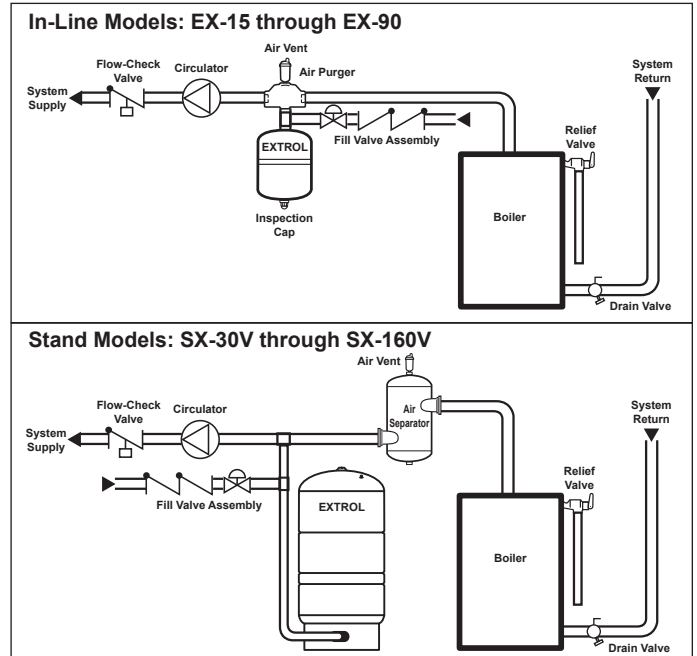 In-Line Models: EX-15 through EX-90
Air Vent
Flow-Check
Valve
Circulator
Air Purger
System
Supply
System
Return
Fill Valve Assembly
EXTROL
Relief
Valve
Inspection
Cap
Boiler
Drain Valve
Stand Models: SX-30V through SX-160V
Air Vent
Flow-Check
Valve
Circulator
Air
Separator
System
Supply
System
Return
Fill Valve Assembly
EXTROL
Relief
Valve
Boiler
Drain Valve